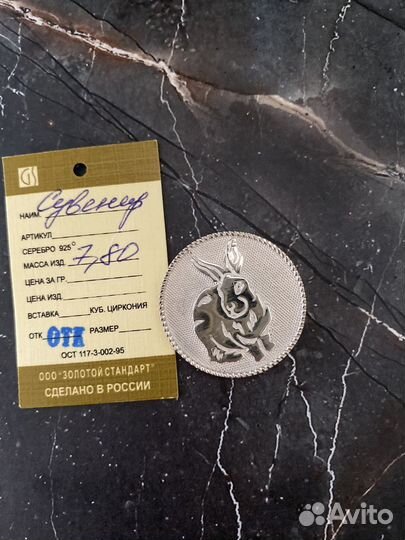 GS
НАИМ. Сувенир
АРТИКУЛ
СЕРЕБРО 925°
МАССА ИЗД. 7,80
ЦЕНА ЗА ГР.
ЦЕНА ИЗД.
ВСТАВКА КУБ. ЦИРКОНИЯ
ОТК ОТК РАЗМЕР
ОСТ 117-3-002-95
ООО "ЗОЛОТОЙ СТАНДАРТ"
СДЕЛАНО В РОССИИ
Avito